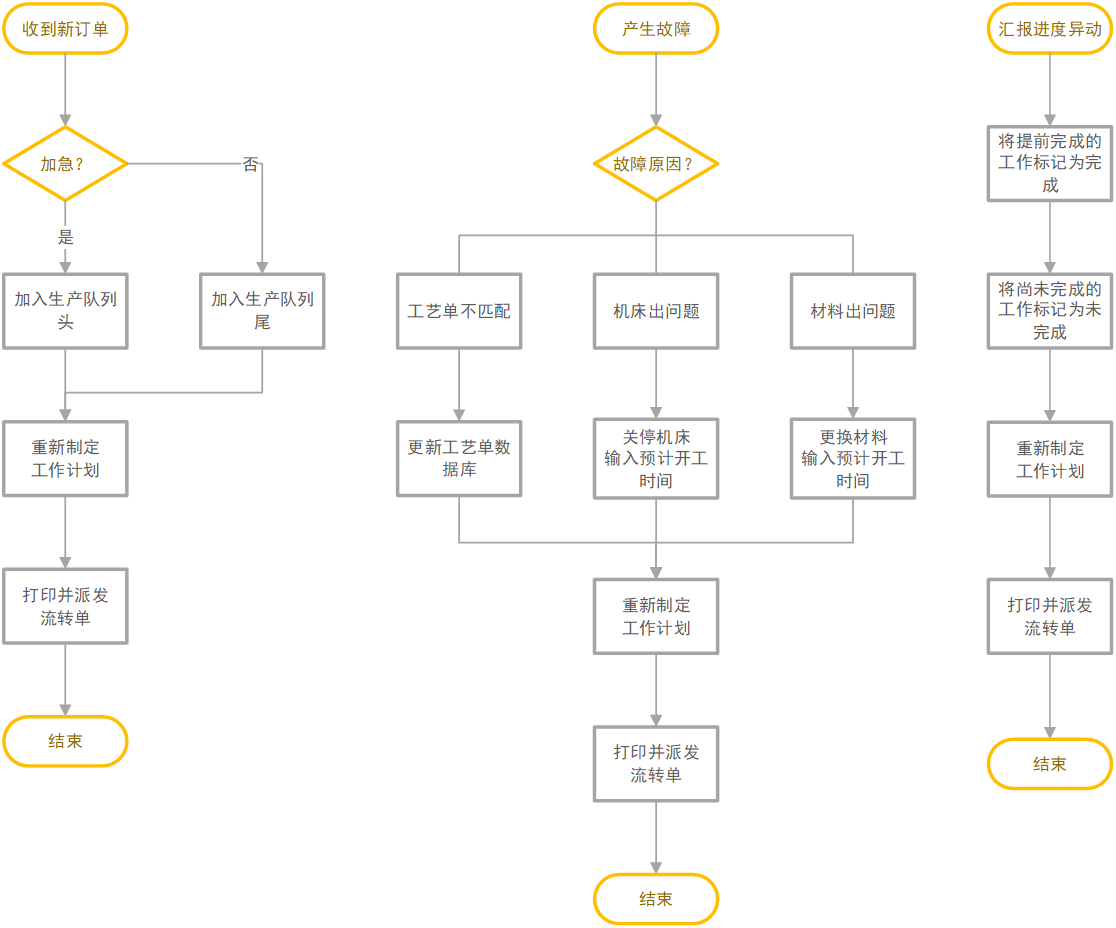 收到新订单
加急？
否
是
加入生产队列
头
加入生产队列
尾
重新制定
工作计划
打印并派发
流转单
结束
产生故障
故障原因？
工艺单不匹配
机床出问题
材料出问题
更新工艺单数
据库
关停机床
输入预计开工
时间
更换材料
输入预计开工
时间
重新制定
工作计划
打印并派发
流转单
结束
汇报进度异动
将提前完成的
工作标记为完
成
将尚未完成的
工作标记为未
完成
重新制定
工作计划
打印并派发
流转单
结束